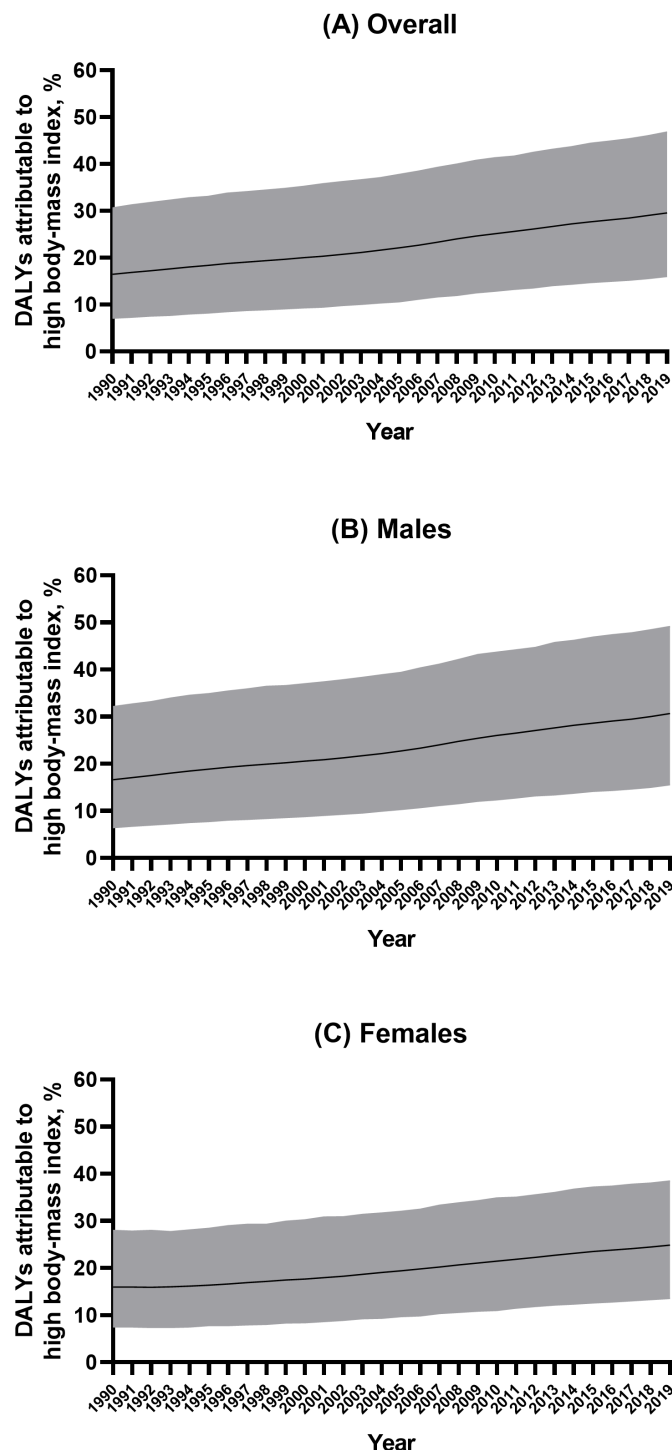 (A) Overall
DALYs attributable to
high body-mass index, %
60
50
40
30
20
10
0
1990 1991 1992 1993 1994 1995 1996 1997 1998 1999 2000 2001 2002 2003 2004 2005 2006 2007 2008 2009 2010 2011 2012 2013 2014 2015 2016 2017 2018 2019
Year
(B) Males
DALYs attributable to
high body-mass index, %
60
50
40
30
20
10
0
1990 1991 1992 1993 1994 1995 1996 1997 1998 1999 2000 2001 2002 2003 2004 2005 2006 2007 2008 2009 2010 2011 2012 2013 2014 2015 2016 2017 2018 2019
Year
(C) Females
DALYs attributable to
high body-mass index, %
60
50
40
30
20
10
0
1990 1991 1992 1993 1994 1995 1996 1997 1998 1999 2000 2001 2002 2003 2004 2005 2006 2007 2008 2009 2010 2011 2012 2013 2014 2015 2016 2017 2018 2019
Year